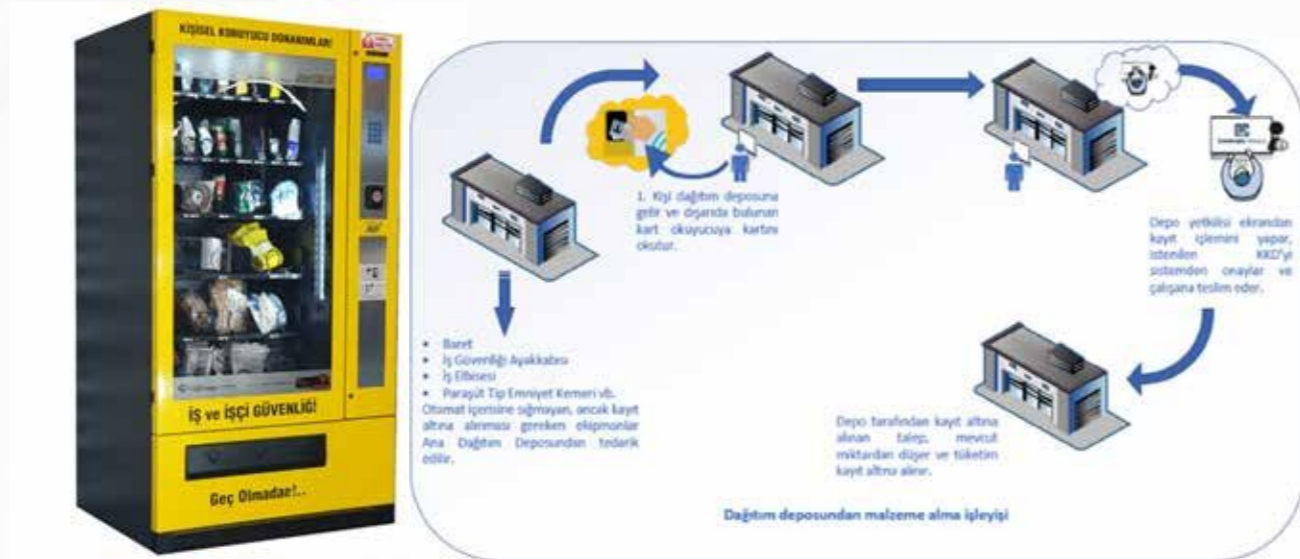 KİŞİSEL KORUYUCU DONANIMLAR!
İŞ ve İŞÇİ GÜVENLİĞİ!
Geç Olmadan!..
1. Kişi dağıtım deposuna
gelir ve dışarıda bulunan
kart okuyucuya kartını
okutur.
Depo yetkilisi ekrandan
kayıt işlemini yapar,
istenilen KKD'yi
sistemden onaylar ve
çalışana teslim eder.
• Baret
• İş Güvenliği Ayakkabısı
• İş Elbisesi
• Paraşüt Tip Emniyet Kemeri vb.
Otomat içerisine sığmayan, ancak kayıt
altına alınması gereken ekipmanlar
Ana Dağıtım Deposundan tedarik
edilir.
Depo tarafından kayıt altına
alınan talep, mevcut
miktardan düşer ve tüketim
kayıt altına alınır.
Dağıtım deposundan malzeme alma işleyişi